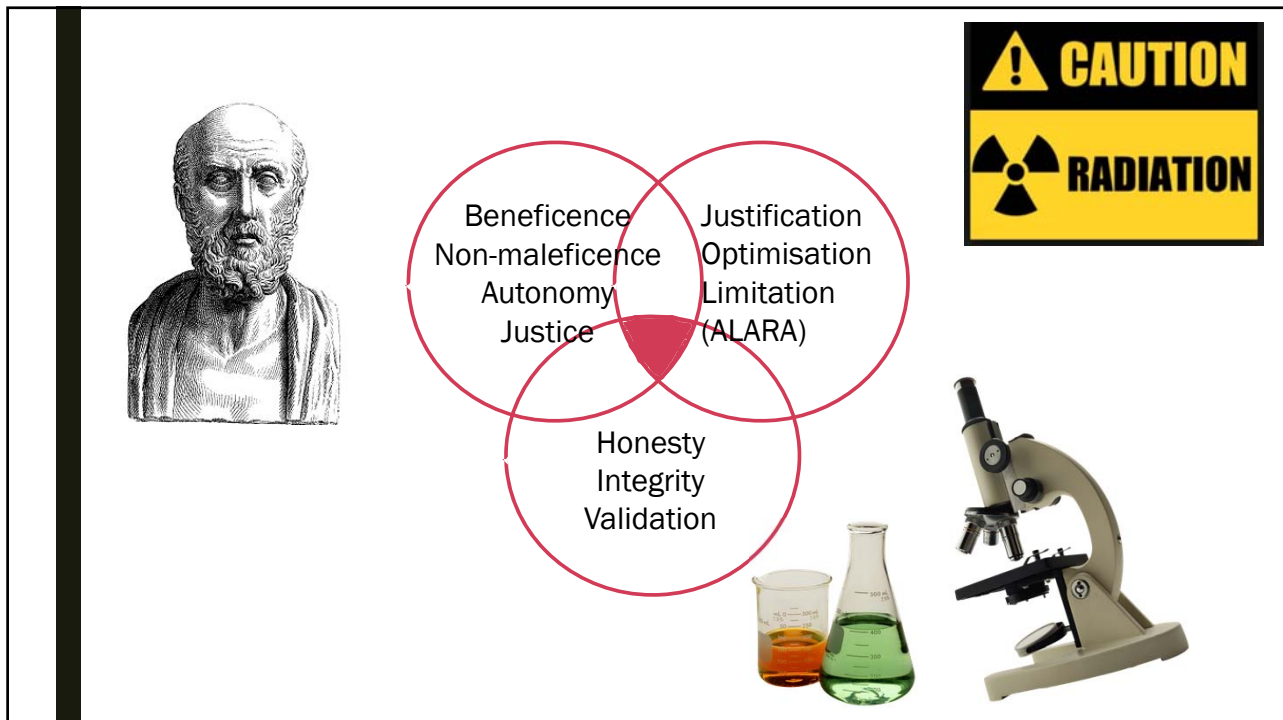 CAUTION
RADIATION
Beneficence
Non-maleficence
Autonomy
Justice
Justification
Optimisation
Limitation
(ALARA)
Honesty
Integrity
Validation